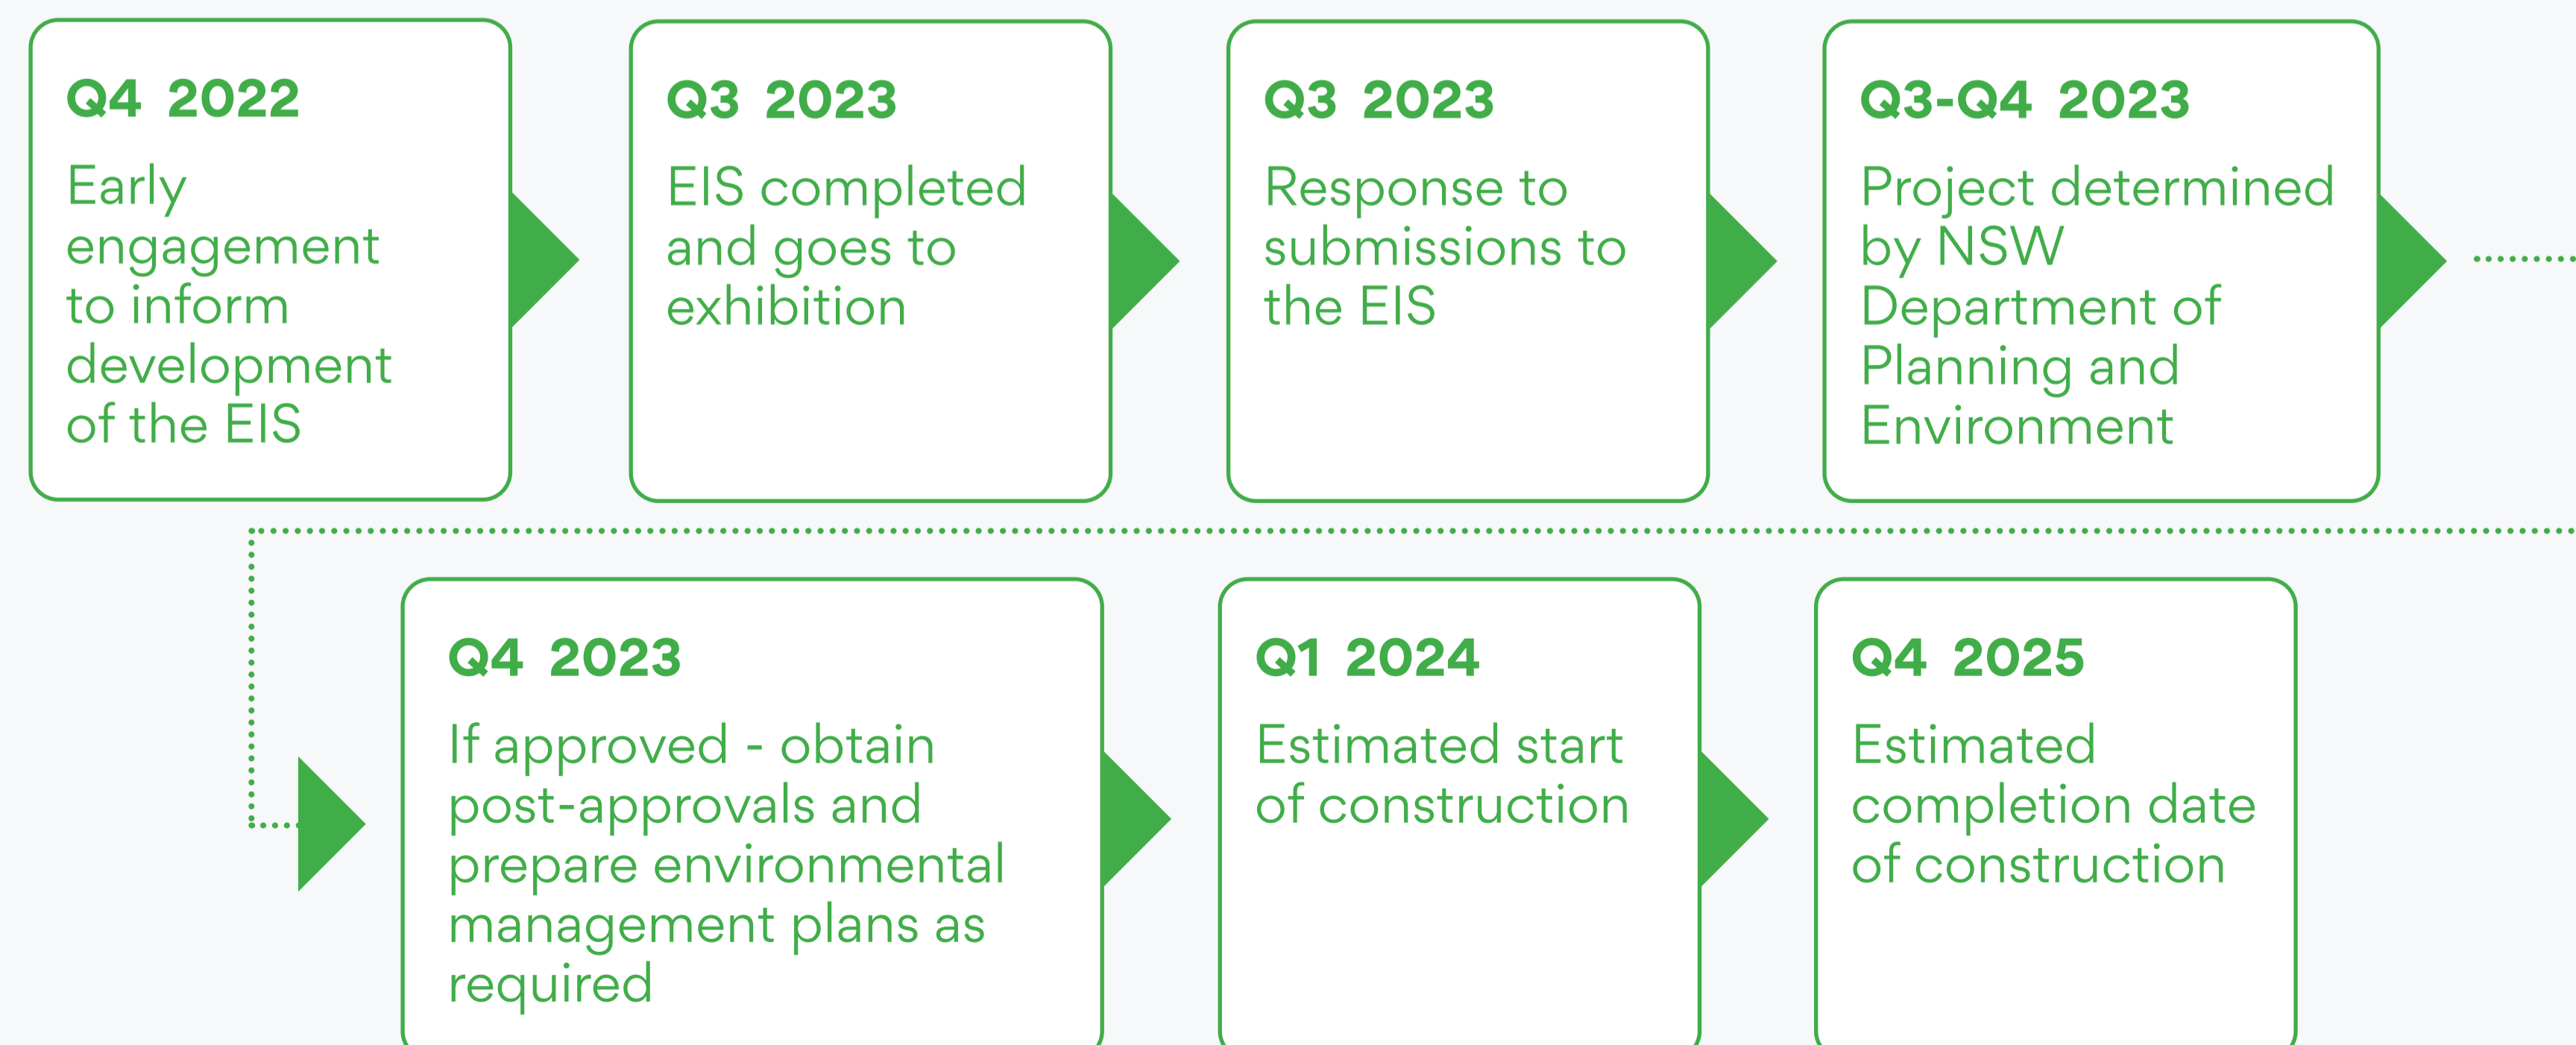 Q4 2022
Early
engagement
to inform
development
of the EIS
Q3 2023
EIS completed
and goes to
exhibition
Q3 2023
Response to
submissions to
the EIS
Q3-Q4 2023
Project determined
by NSW
Department of
Planning and
Environment
Q4 2023
If approved - obtain
post-approvals and
prepare environmental
management plans as
required
Q1 2024
Estimated start
of construction
Q4 2025
Estimated
completion date
of construction